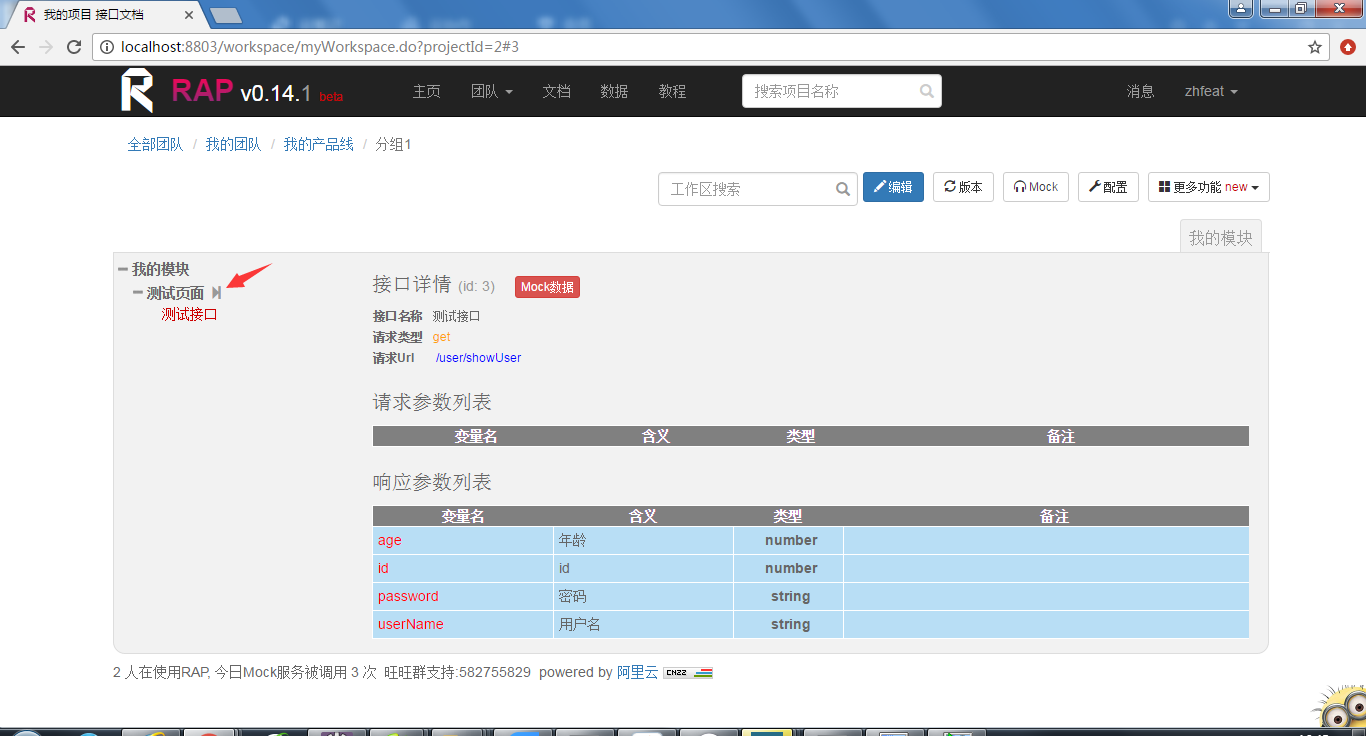 我的项目 接口文档
localhost:8803/workspace/myWorkspace.do?projectId=2#3
RAP v0.14.1 beta 主页 团队 文档 数据 教程 搜索项目名称 消息 zhfeat
全部团队 / 我的团队 / 我的产品线 / 分组1
工作区搜索 编辑 版本 Mock 配置 更多功能 new
我的模块
我的模块
测试页面
测试接口
接口详情 (id: 3) Mock数据
接口名称 测试接口
请求类型 get
请求Url /user/showUser
请求参数列表
变量名 含义 类型 备注
响应参数列表
变量名 含义 类型 备注
age 年龄 number
id id number
password 密码 string
userName 用户名 string
2 人在使用RAP, 今日Mock服务被调用 3 次 旺旺群支持:582755829 powered by 阿里云 CNZZ